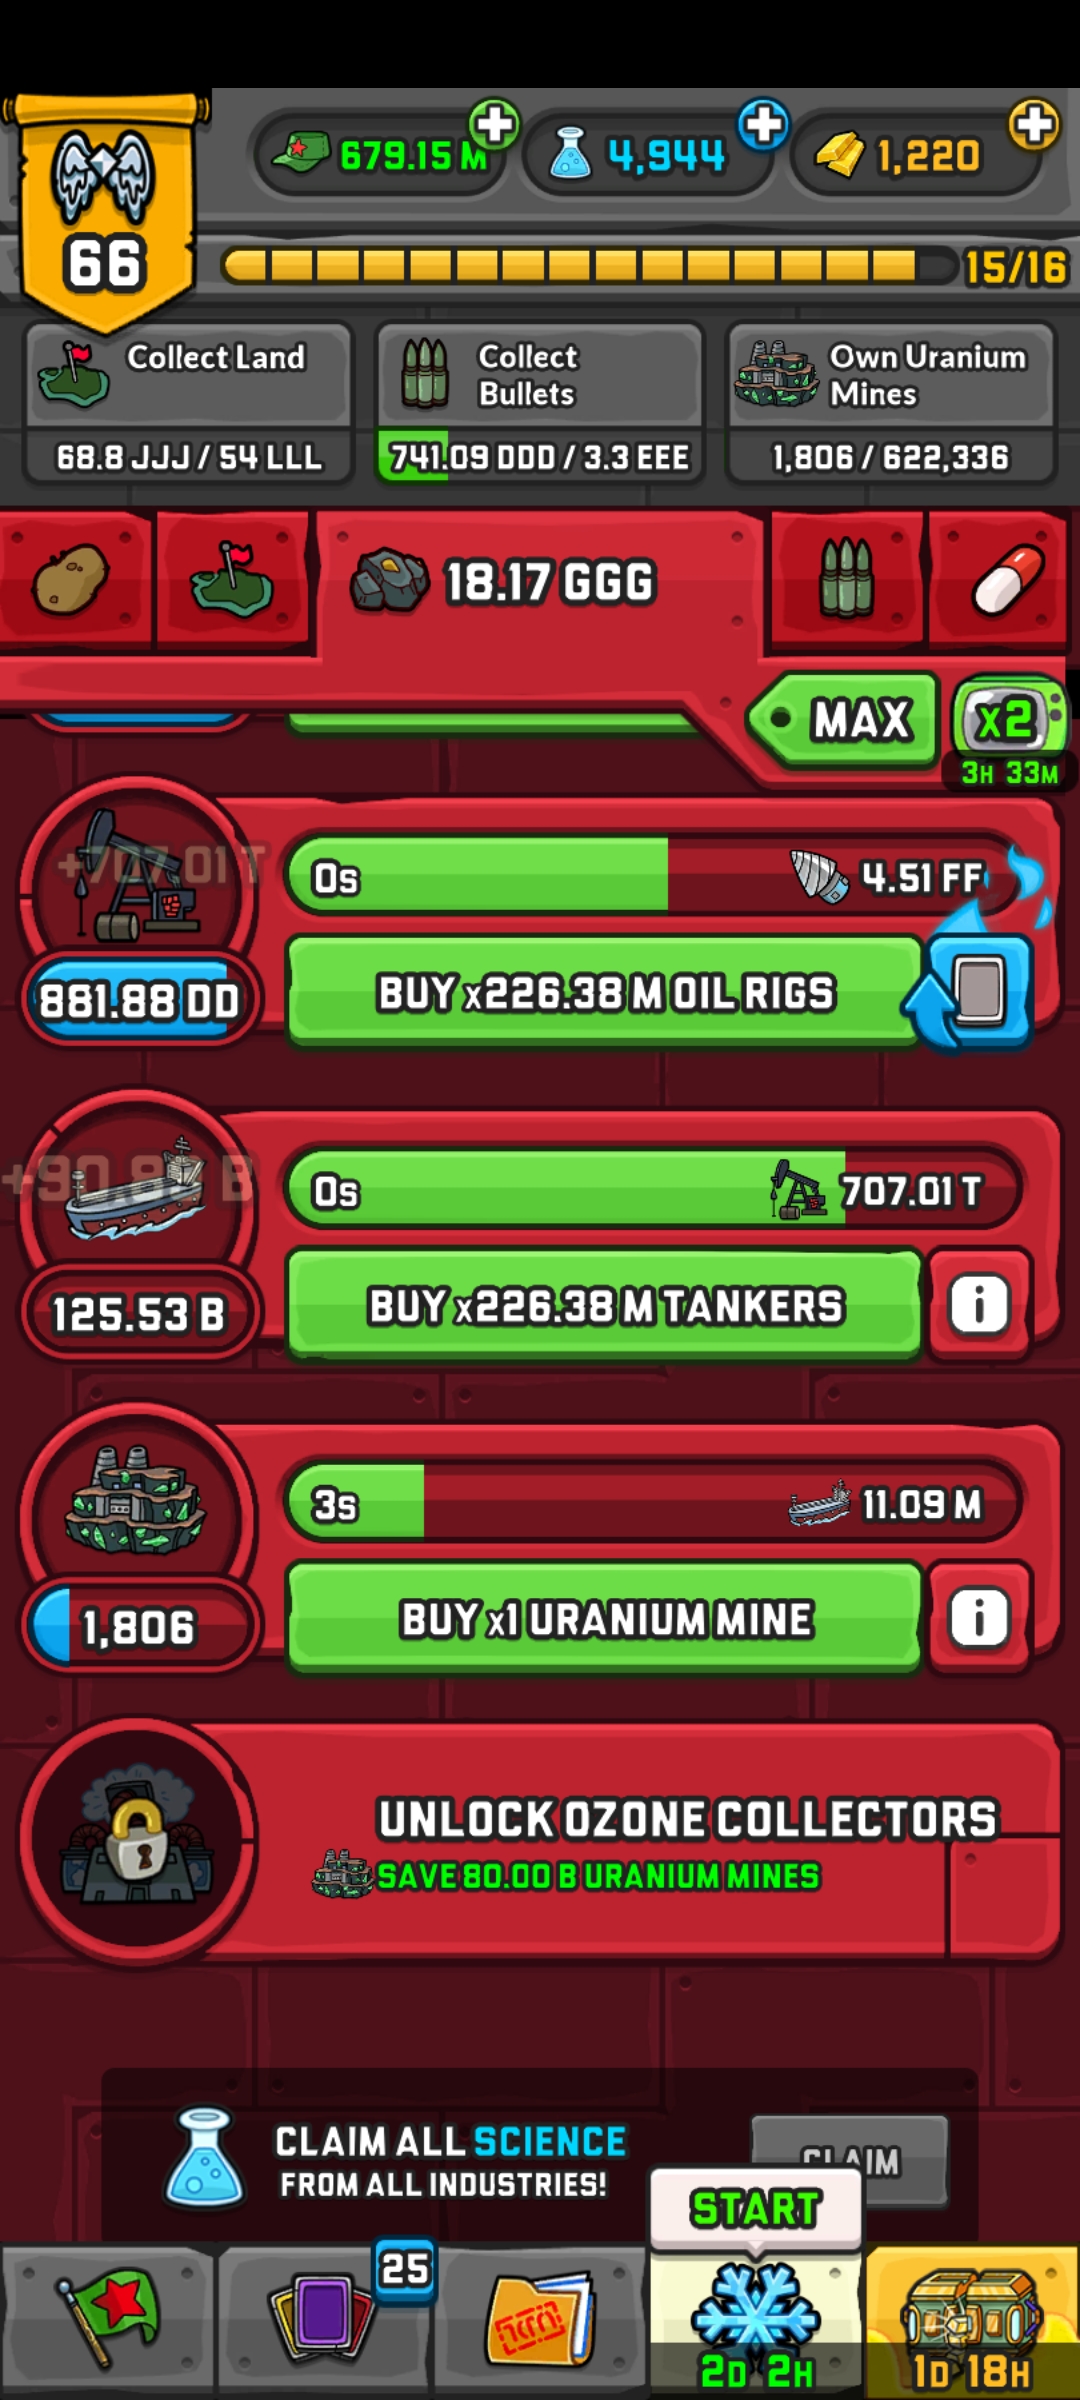 679.15 M
4,944
1,220
66
15/16
Collect Land
68.8 JJJ / 54 LLL
Collect
Bullets
741.09 DDD / 3.3 EEE
Own Uranium
Mines
1,806 / 622,336
18.17 GGG
MAX
x2
3H 33M
+707.01 T
0s
4.51 FF
881.88 DD
BUY x226.38 M OIL RIGS
0s
707.01 T
125.53 B
BUY x226.38 M TANKERS
i
3s
11.09 M
1,806
BUY x1 URANIUM MINE
i
UNLOCK OZONE COLLECTORS
SAVE 80.00 B URANIUM MINES
CLAIM ALL SCIENCE
FROM ALL INDUSTRIES!
CLAIM
START
25
2D 2H
1D 18H